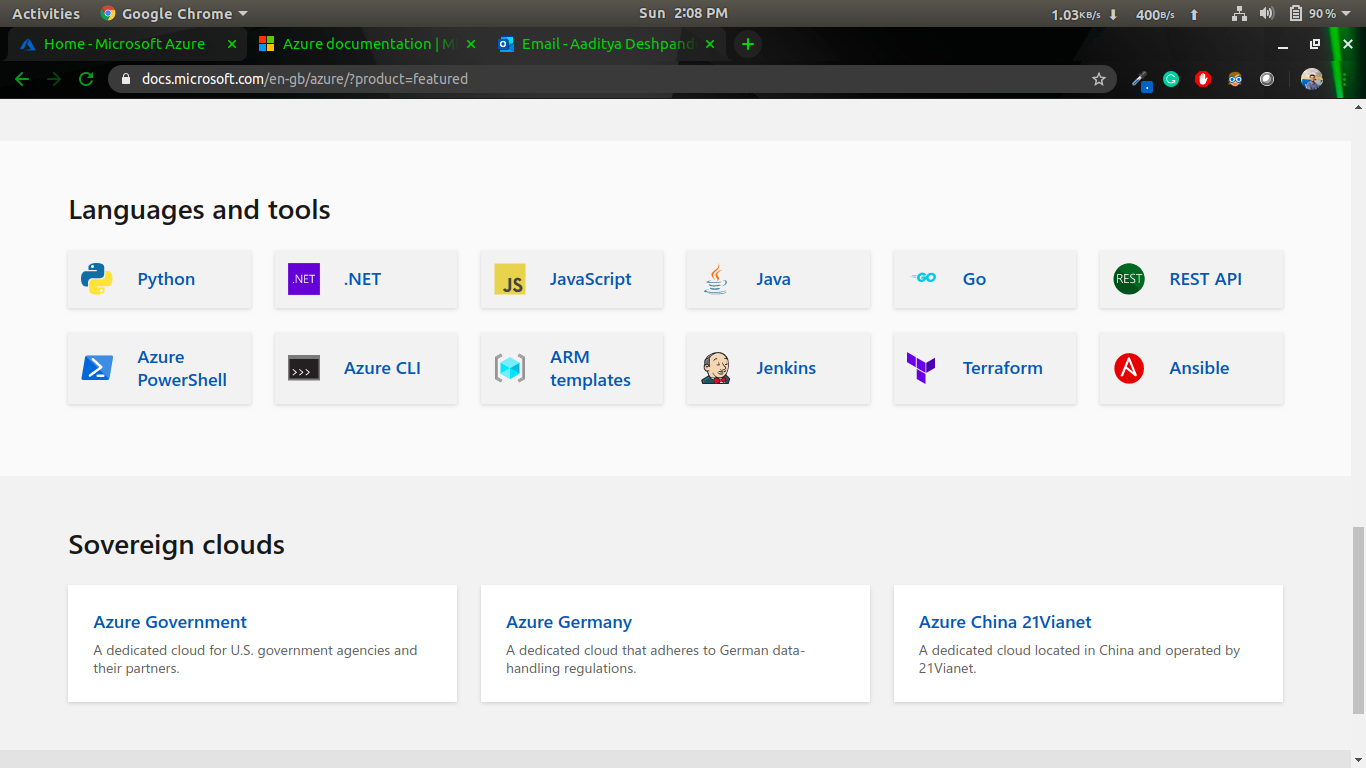 Activities Google Chrome Sun 2:08 PM 1.03KB/s 400B/s 90%
Home - Microsoft Azure Azure documentation | M Email - Aaditya Deshpand
docs.microsoft.com/en-gb/azure/?product=featured
Languages and tools
Python .NET JavaScript Java Go REST API
.NET JS GO REST
Azure PowerShell
Azure CLI
ARM templates
Jenkins
Terraform
Ansible
>>>
Sovereign clouds
Azure Government
A dedicated cloud for U.S. government agencies and
their partners.
Azure Germany
A dedicated cloud that adheres to German data-
handling regulations.
Azure China 21Vianet
A dedicated cloud located in China and operated by
21Vianet.